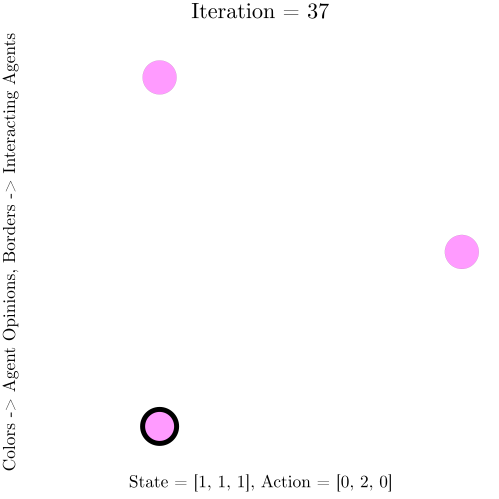 Iteration = 37
Colors -> Agent Opinions, Borders -> Interacting Agents
State = [1, 1, 1], Action = [0, 2, 0]